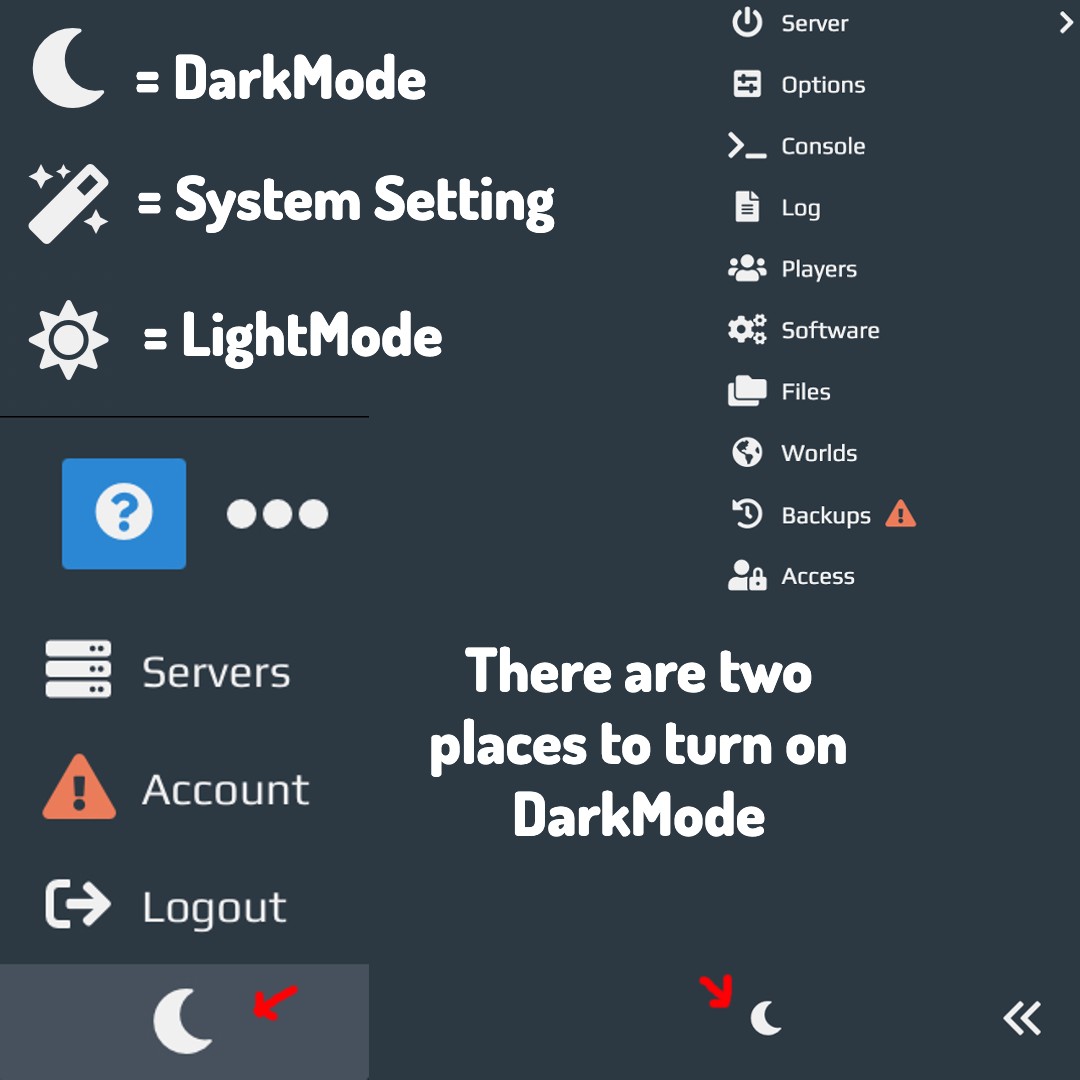 = DarkMode
= System Setting
= LightMode
Servers
Account
Logout
Server
Options
Console
Log
Players
Software
Files
Worlds
Backups
Access
There are two
places to turn on
DarkMode